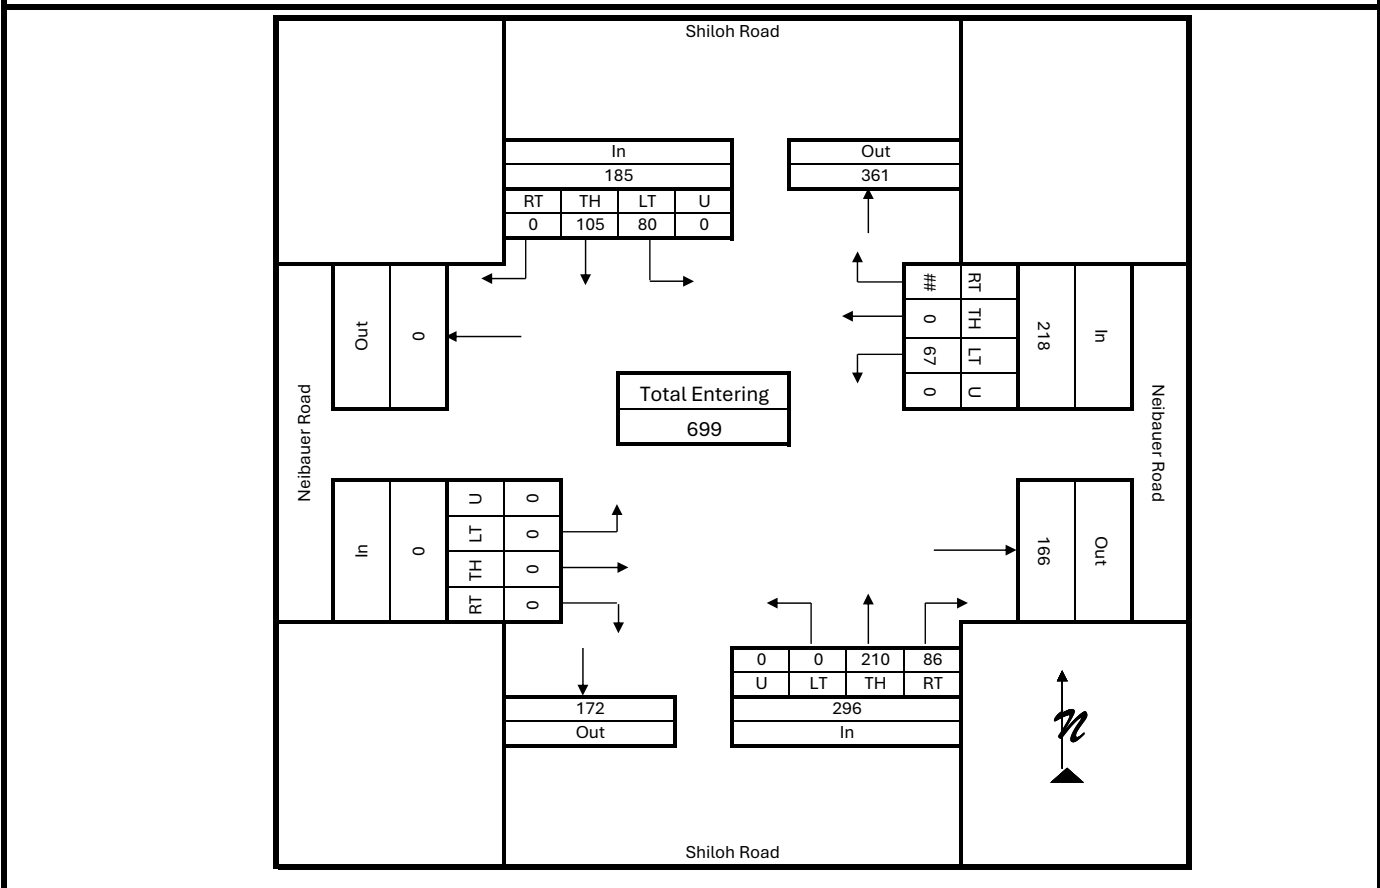 Shiloh Road
In
Out
185
361
RT TH LT U
0 105 80 0
Out 0
## RT
0 TH
67 LT
0 U
218 In
Neibauer Road
Neibauer Road
Total Entering
699
In 0
U 0
LT 0
TH 0
RT 0
166 Out
0 0 210 86
U LT TH RT
172
Out
296
In
N
Shiloh Road